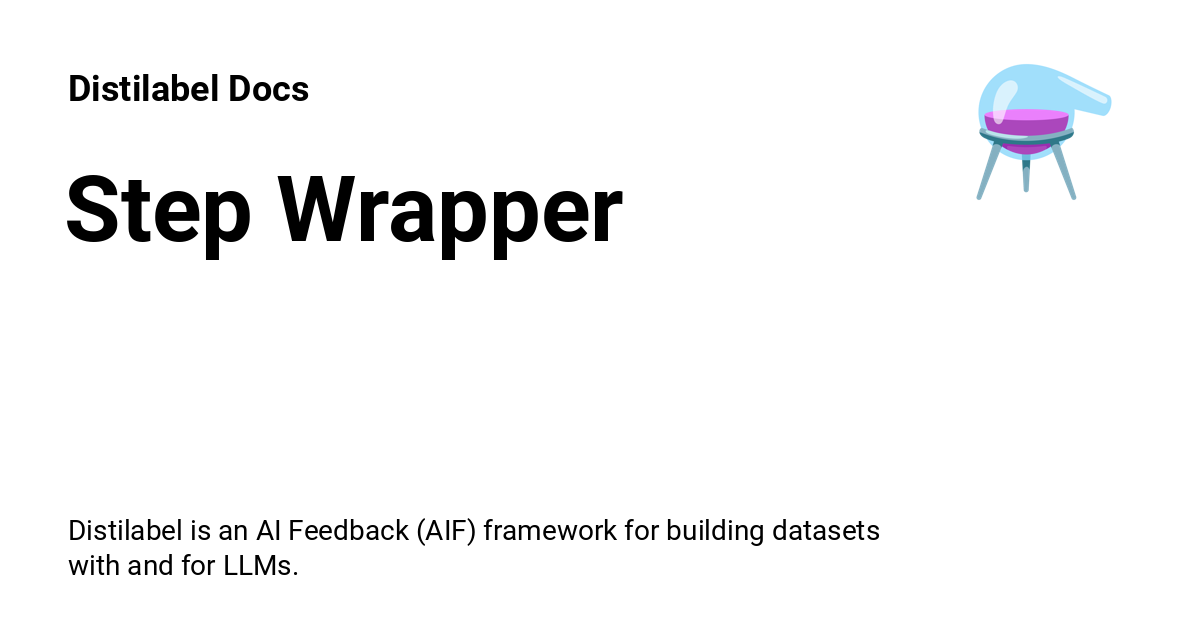 Distilabel Docs
Step Wrapper
Distilabel is an AI Feedback (AIF) framework for building datasets
with and for LLMs.